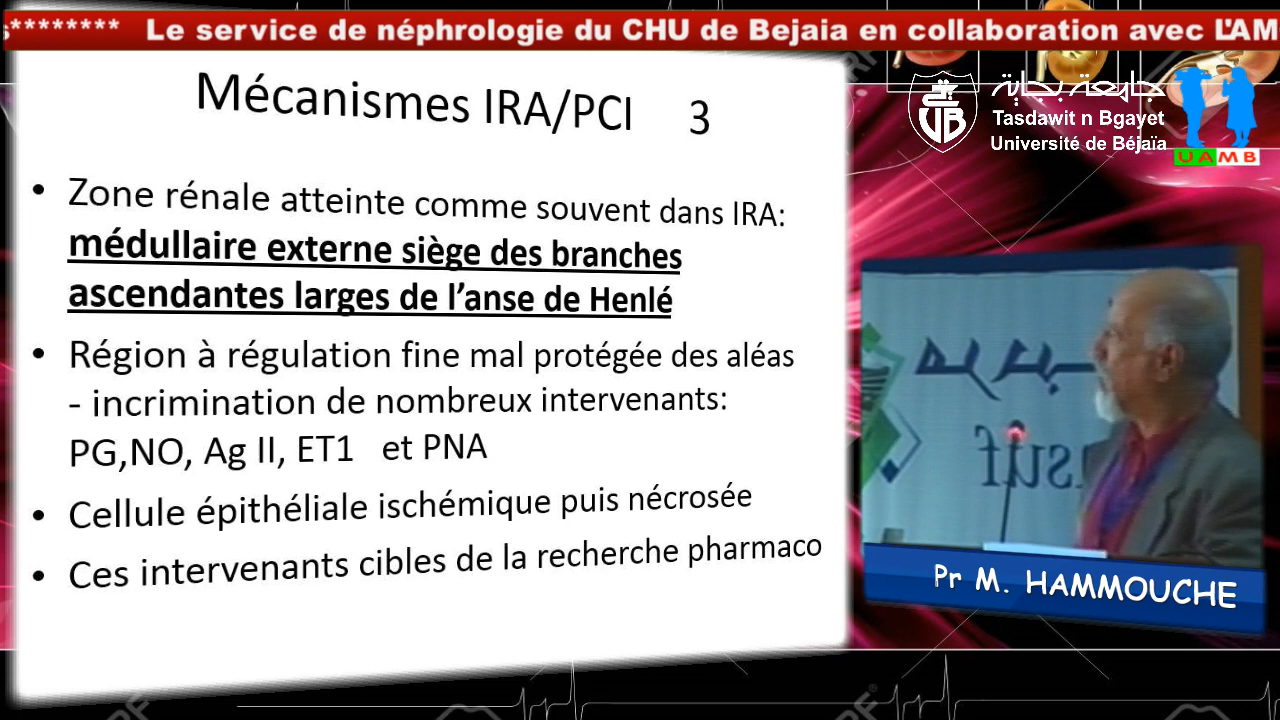 ******** Le service de néphrologie du CHU de Bejaia en collaboration avec L'AM
Mécanismes IRA/PCI 3
جامعة بجاية
Tasdawit n Bgayet
Université de Béjaïa
UAMB
• Zone rénale atteinte comme souvent dans IRA:
médullaire externe siège des branches
ascendantes larges de l’anse de Henlé
• Région à régulation fine mal protégée des aléas
- incrimination de nombreux intervenants:
PG,NO, Ag II, ET1 et PNA
• Cellule épithéliale ischémique puis nécrosée
• Ces intervenants cibles de la recherche pharmaco
Pr M. HAMMOUCHE